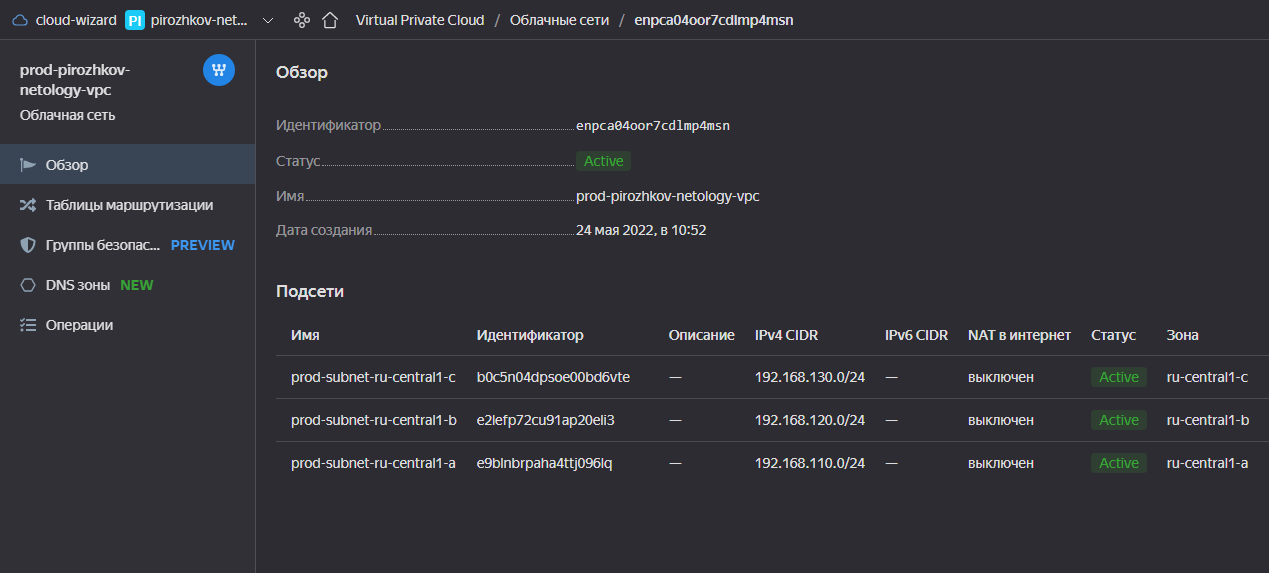 cloud-wizard PI pirozhkov-net... Virtual Private Cloud / Облачные сети / enpca04oor7cdlmp4msn
prod-pirozhkov-
netology-vpc
Облачная сеть
Обзор
Таблицы маршрутизации
Группы безопас... PREVIEW
DNS зоны NEW
Операции
Обзор
Идентификатор enpca04oor7cdlmp4msn
Статус Active
Имя prod-pirozhkov-netology-vpc
Дата создания 24 мая 2022, в 10:52
Подсети
Имя Идентификатор Описание IPv4 CIDR IPv6 CIDR NAT в интернет Статус Зона
prod-subnet-ru-central1-c b0c5n04dpsoe00bd6vte — 192.168.130.0/24 — выключен Active ru-central1-c
prod-subnet-ru-central1-b e2lefp72cu91ap20eli3 — 192.168.120.0/24 — выключен Active ru-central1-b
prod-subnet-ru-central1-a e9blnbrpaha4ttj096lq — 192.168.110.0/24 — выключен Active ru-central1-a